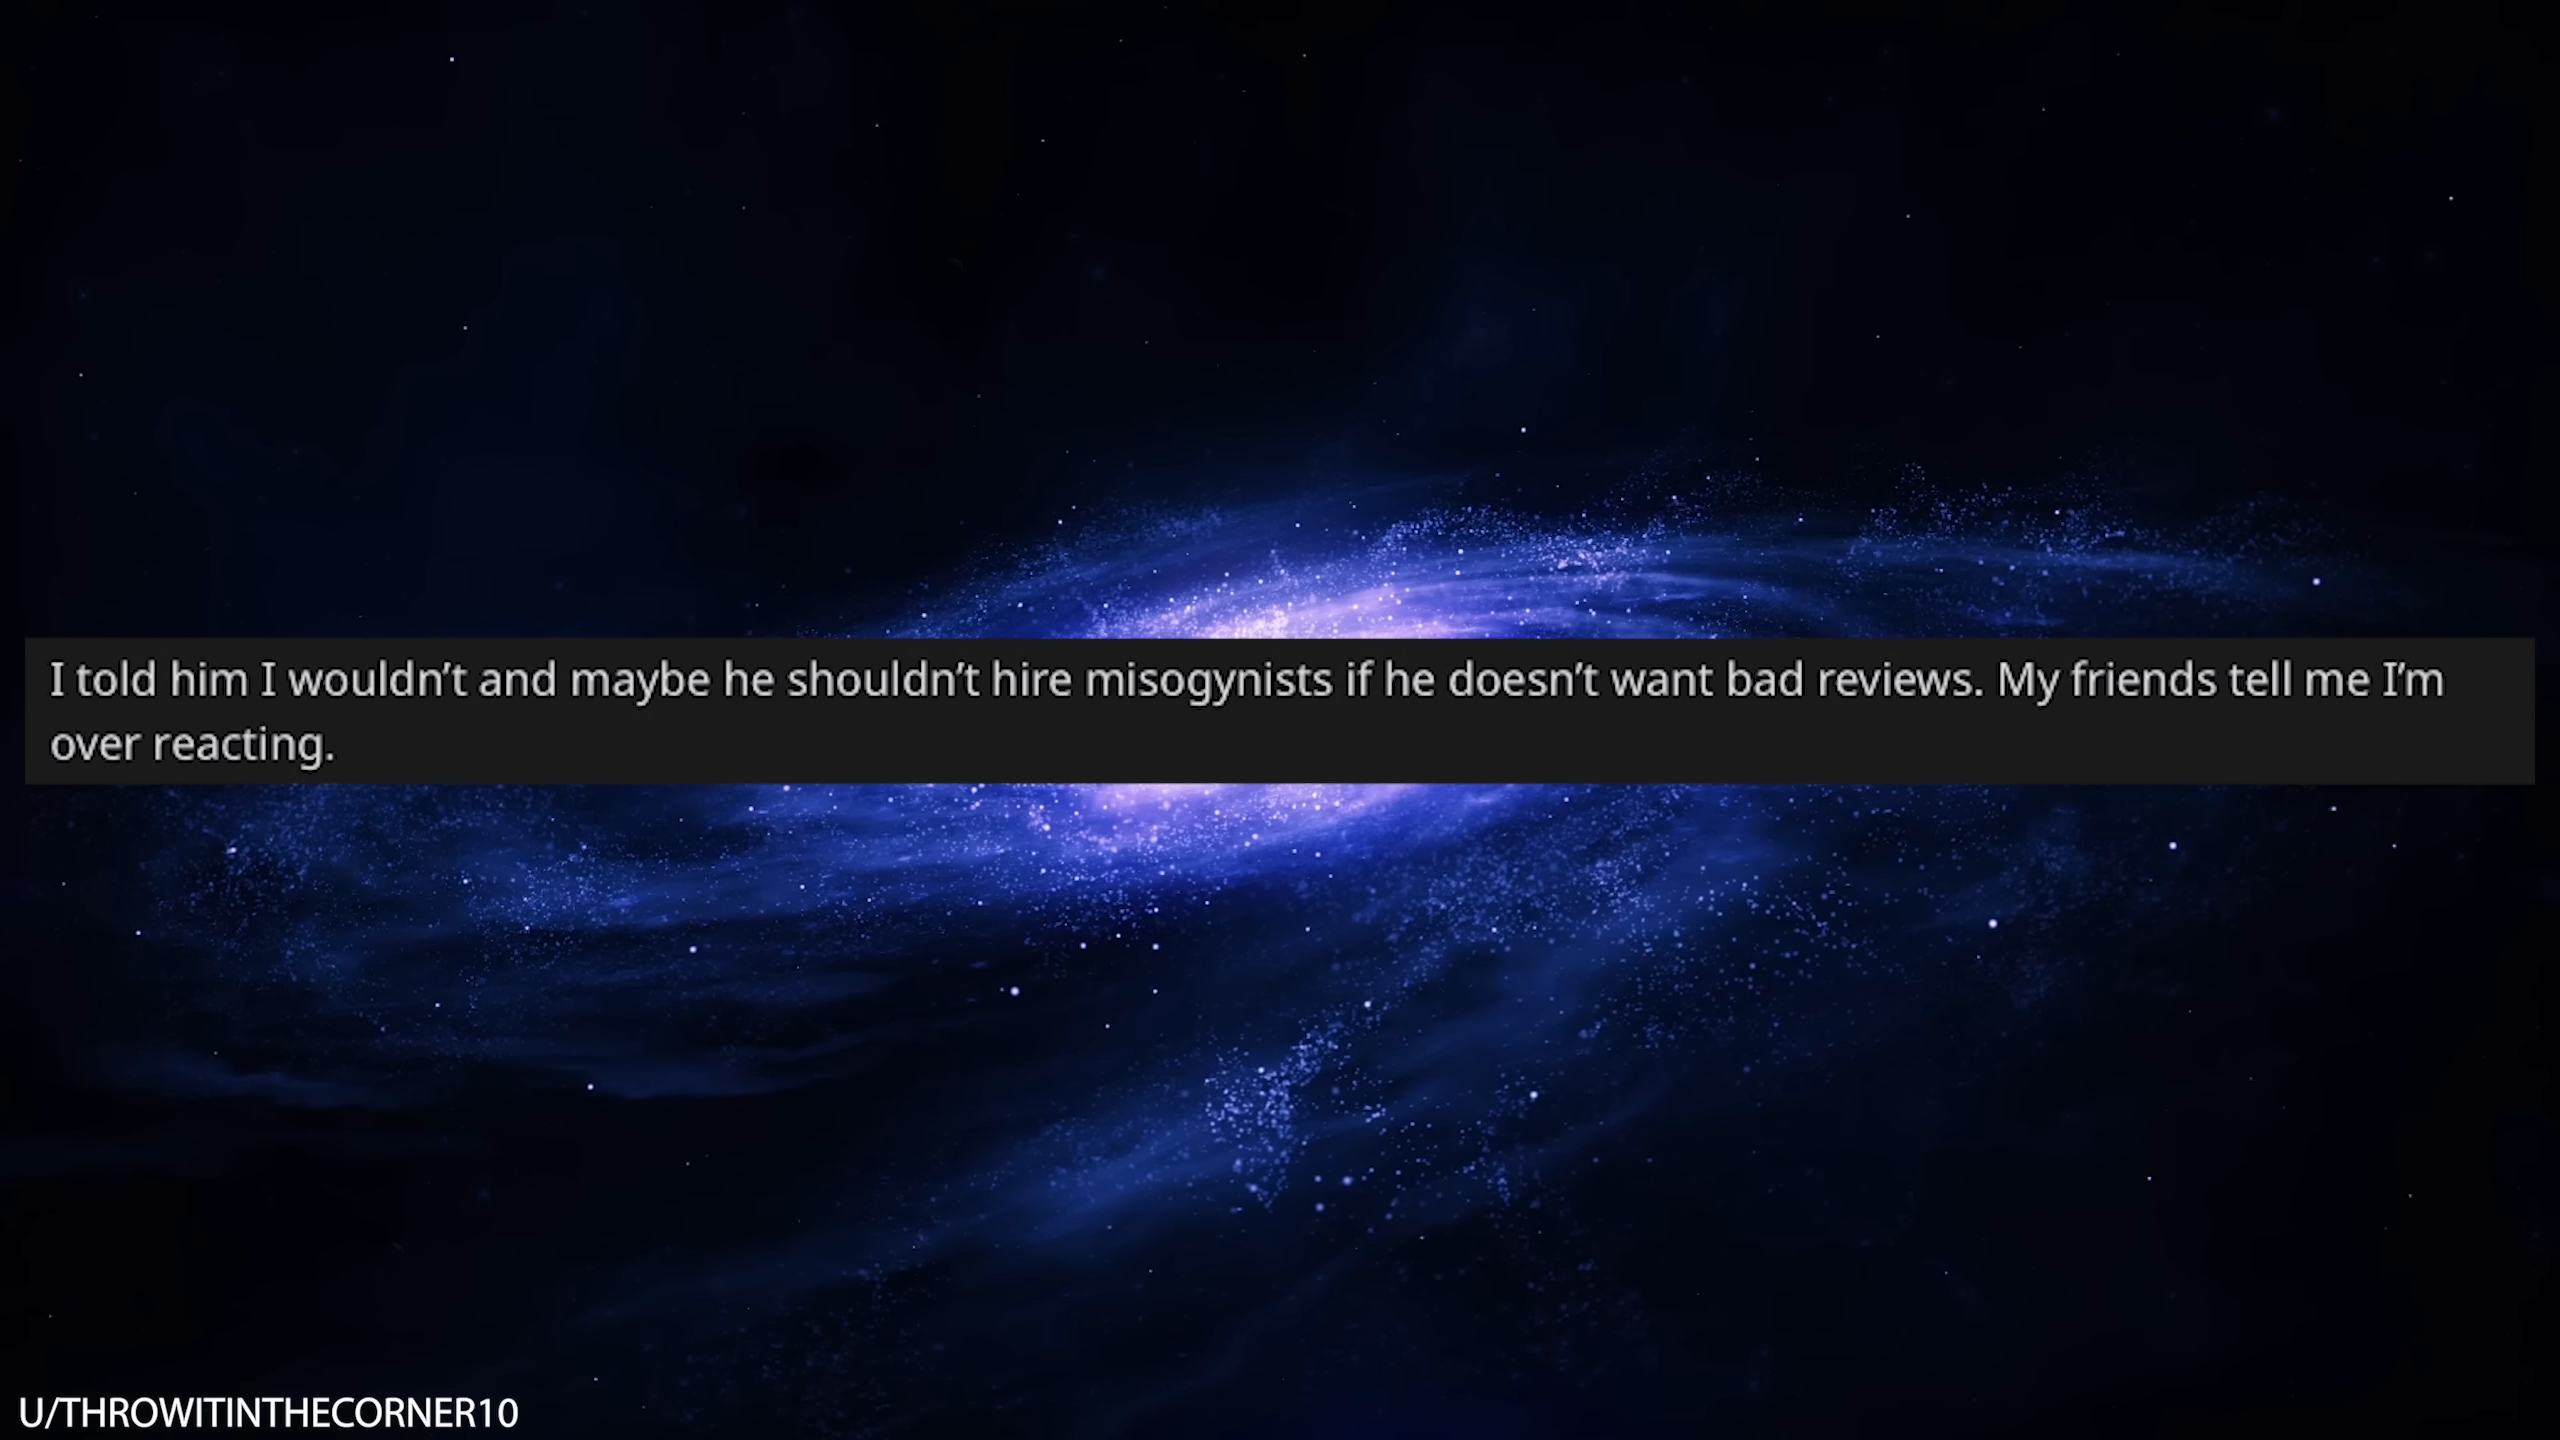 I told him I wouldn’t and maybe he shouldn’t hire misogynists if he doesn’t want bad reviews. My friends tell me I’m
over reacting.
U/THROWITINTHECORNER10